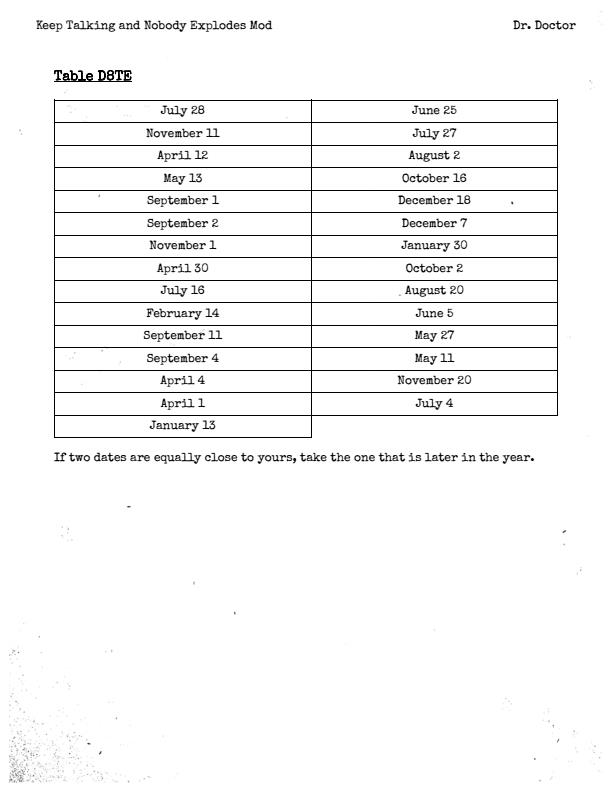 Keep Talking and Nobody Explodes Mod Dr. Doctor
Table D8TE
July 28 June 25
November 11 July 27
April 12 August 2
May 13 October 16
September 1 December 18
September 2 December 7
November 1 January 30
April 30 October 2
July 16 August 20
February 14 June 5
September 11 May 27
September 4 May 11
April 4 November 20
April 1 July 4
January 13
If two dates are equally close to yours, take the one that is later in the year.